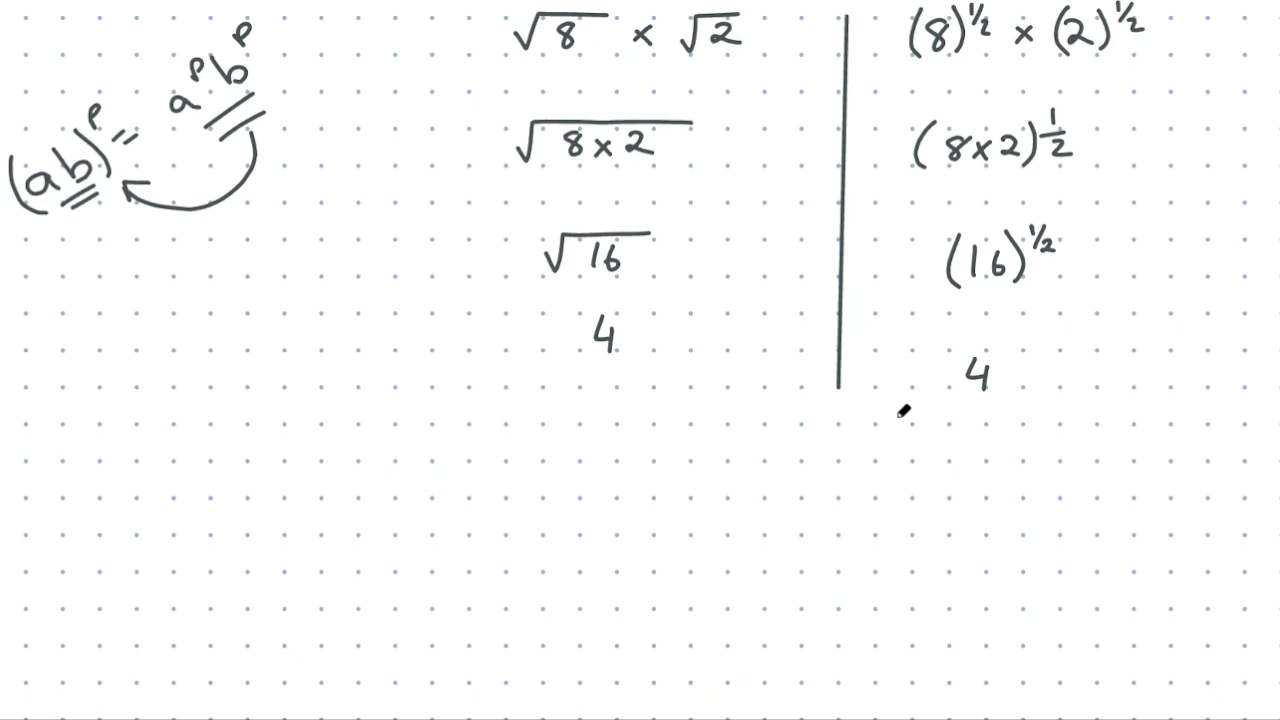 (ab)ᵖ = aᵖbᵖ
√8 × √2
√8×2
√16
4
(8)^½ × (2)^½
(8×2)^½
(16)^½
4